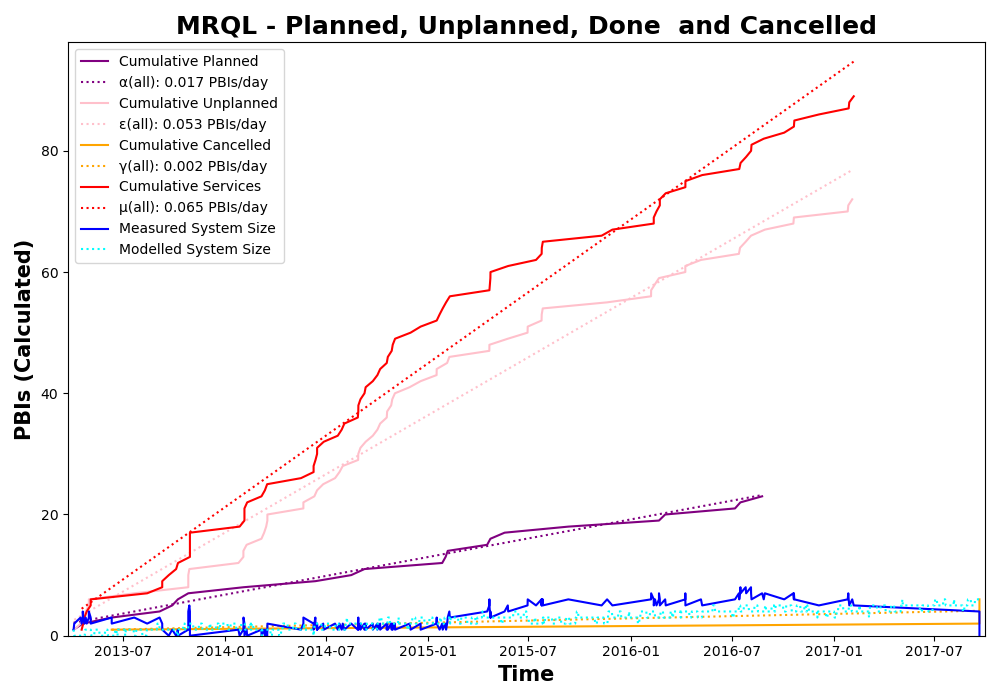 MRQL - Planned, Unplanned, Done  and Cancelled
Cumulative Planned
α(all): 0.017 PBIs/day
Cumulative Unplanned
ε(all): 0.053 PBIs/day
Cumulative Cancelled
γ(all): 0.002 PBIs/day
Cumulative Services
μ(all): 0.065 PBIs/day
Measured System Size
Modelled System Size
PBIs (Calculated)
80
60
40
20
0
2013-07 2014-01 2014-07 2015-01 2015-07 2016-01 2016-07 2017-01 2017-07
Time